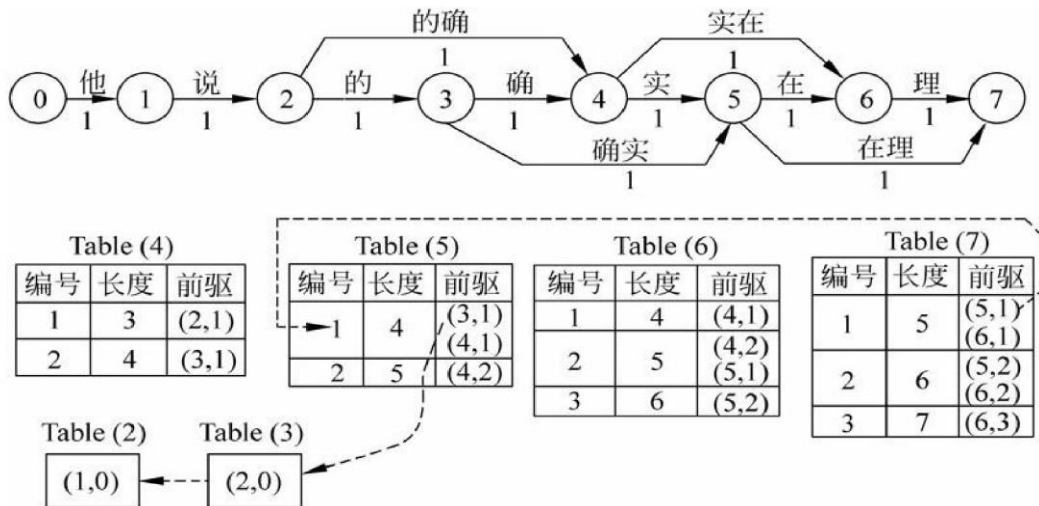 的确 实在
1 1
他 说 的 确 实 在 理
0 1 2 3 4 5 6 7
1 1 1 1 1 1 1
确实 在理
1 1
Table (4)
编号 长度 前驱
1 3 (2,1)
2 4 (3,1)
Table (5)
编号 长度 前驱
1 4 (3,1)
(4,1)
2 5 (4,2)
Table (6)
编号 长度 前驱
1 4 (4,1)
2 5 (4,2)
(5,1)
3 6 (5,2)
Table (7)
编号 长度 前驱
1 5 (5,1)
(6,1)
2 6 (5,2)
(6,2)
3 7 (6,3)
Table (2) Table (3)
(1,0) (2,0)